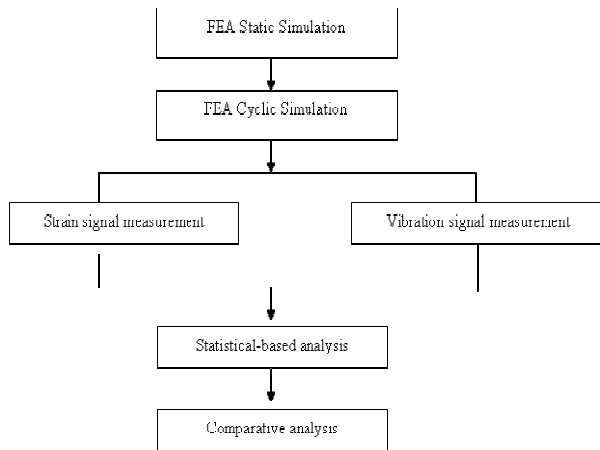 FEA Static Simulation
FEA Cyclic Simulation
Strain signal measurement
Vibration signal measurement
Statistical-based analysis
Comparative analysis